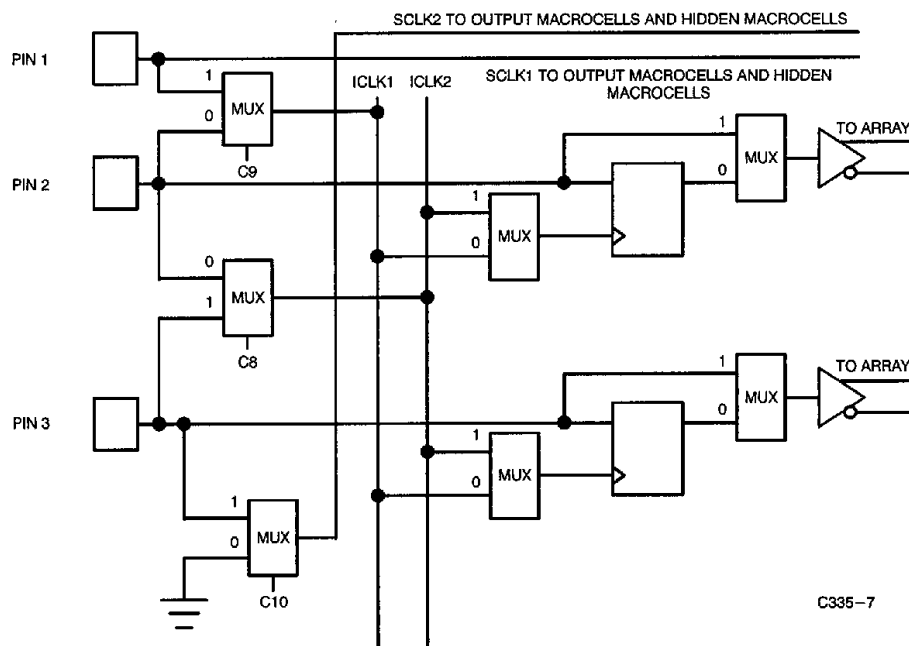 SCLK2 TO OUTPUT MACROCELLS AND HIDDEN MACROCELLS
PIN 1
ICLK1 ICLK2
SCLK1 TO OUTPUT MACROCELLS AND HIDDEN
MACROCELLS
1
MUX
0
C9
1
MUX
0
TO ARRAY
PIN 2
1
MUX
0
0
MUX
1
C8
1
MUX
0
TO ARRAY
PIN 3
1
MUX
0
1
MUX
0
C10
C335-7